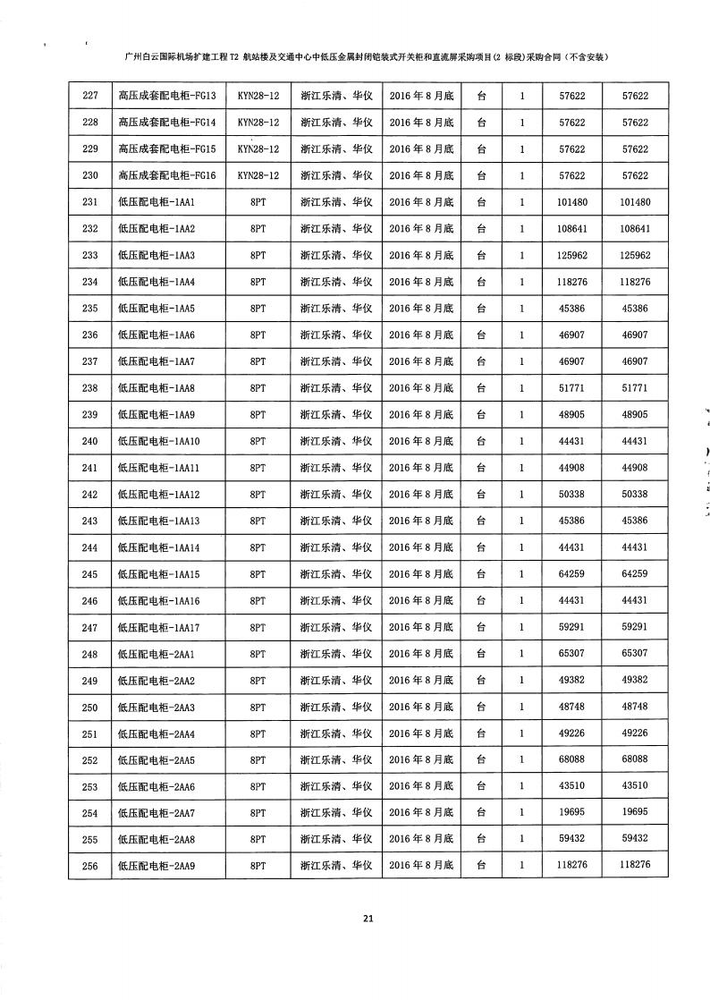 广州白云国际机场扩建工程 T2 航站楼及交通中心中低压金属封闭铠装式开关柜和直流屏采购项目(2 标段)采购合同（不含安装）
227 高压成套配电柜-FG13 KYN28-12 浙江乐清、华仪 2016 年 8 月底 台 1 57622 57622
228 高压成套配电柜-FG14 KYN28-12 浙江乐清、华仪 2016 年 8 月底 台 1 57622 57622
229 高压成套配电柜-FG15 KYN28-12 浙江乐清、华仪 2016 年 8 月底 台 1 57622 57622
230 高压成套配电柜-FG16 KYN28-12 浙江乐清、华仪 2016 年 8 月底 台 1 57622 57622
231 低压配电柜-1AA1 8PT 浙江乐清、华仪 2016 年 8 月底 台 1 101480 101480
232 低压配电柜-1AA2 8PT 浙江乐清、华仪 2016 年 8 月底 台 1 108641 108641
233 低压配电柜-1AA3 8PT 浙江乐清、华仪 2016 年 8 月底 台 1 125962 125962
234 低压配电柜-1AA4 8PT 浙江乐清、华仪 2016 年 8 月底 台 1 118276 118276
235 低压配电柜-1AA5 8PT 浙江乐清、华仪 2016 年 8 月底 台 1 45386 45386
236 低压配电柜-1AA6 8PT 浙江乐清、华仪 2016 年 8 月底 台 1 46907 46907
237 低压配电柜-1AA7 8PT 浙江乐清、华仪 2016 年 8 月底 台 1 46907 46907
238 低压配电柜-1AA8 8PT 浙江乐清、华仪 2016 年 8 月底 台 1 51771 51771
239 低压配电柜-1AA9 8PT 浙江乐清、华仪 2016 年 8 月底 台 1 48905 48905
240 低压配电柜-1AA10 8PT 浙江乐清、华仪 2016 年 8 月底 台 1 44431 44431
241 低压配电柜-1AA11 8PT 浙江乐清、华仪 2016 年 8 月底 台 1 44908 44908
242 低压配电柜-1AA12 8PT 浙江乐清、华仪 2016 年 8 月底 台 1 50338 50338
243 低压配电柜-1AA13 8PT 浙江乐清、华仪 2016 年 8 月底 台 1 45386 45386
244 低压配电柜-1AA14 8PT 浙江乐清、华仪 2016 年 8 月底 台 1 44431 44431
245 低压配电柜-1AA15 8PT 浙江乐清、华仪 2016 年 8 月底 台 1 64259 64259
246 低压配电柜-1AA16 8PT 浙江乐清、华仪 2016 年 8 月底 台 1 44431 44431
247 低压配电柜-1AA17 8PT 浙江乐清、华仪 2016 年 8 月底 台 1 59291 59291
248 低压配电柜-2AA1 8PT 浙江乐清、华仪 2016 年 8 月底 台 1 65307 65307
249 低压配电柜-2AA2 8PT 浙江乐清、华仪 2016 年 8 月底 台 1 49382 49382
250 低压配电柜-2AA3 8PT 浙江乐清、华仪 2016 年 8 月底 台 1 48748 48748
251 低压配电柜-2AA4 8PT 浙江乐清、华仪 2016 年 8 月底 台 1 49226 49226
252 低压配电柜-2AA5 8PT 浙江乐清、华仪 2016 年 8 月底 台 1 68088 68088
253 低压配电柜-2AA6 8PT 浙江乐清、华仪 2016 年 8 月底 台 1 43510 43510
254 低压配电柜-2AA7 8PT 浙江乐清、华仪 2016 年 8 月底 台 1 19695 19695
255 低压配电柜-2AA8 8PT 浙江乐清、华仪 2016 年 8 月底 台 1 59432 59432
256 低压配电柜-2AA9 8PT 浙江乐清、华仪 2016 年 8 月底 台 1 118276 118276
21